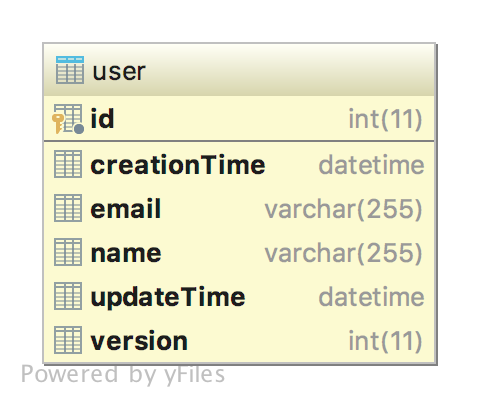 user
id int(11)
creationTime datetime
email varchar(255)
name varchar(255)
updateTime datetime
version int(11)
Powered by yFiles